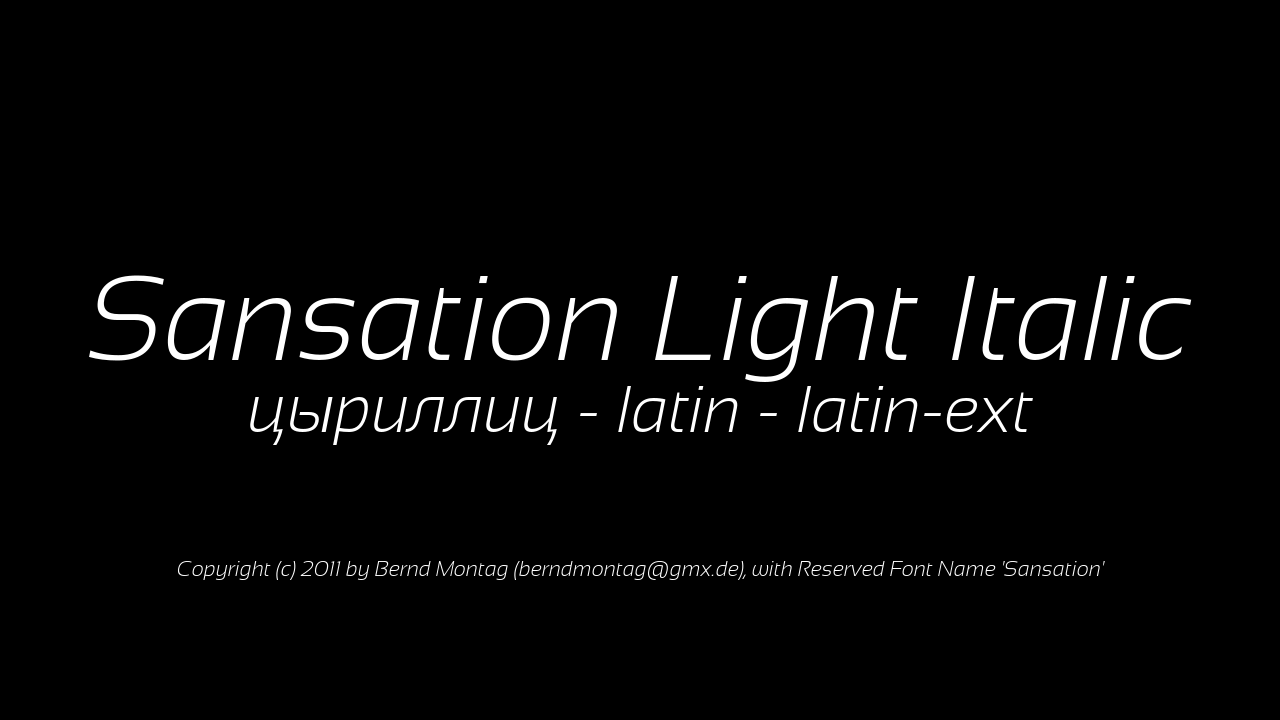 Sansation Light Italic
цыриллиц - latin - latin-ext
Copyright (c) 2011 by Bernd Montag (berndmontag@gmx.de), with Reserved Font Name 'Sansation'